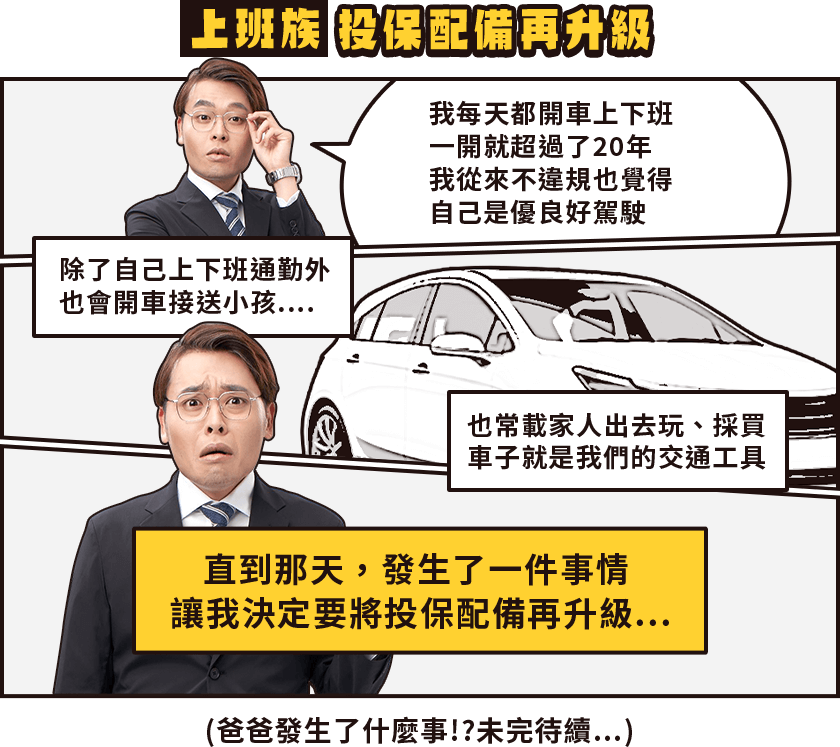 上班族 投保配備再升級
我每天都開車上下班
一開就超過了20年
我從來不違規也覺得
自己是優良好駕駛
除了自己上下班通勤外
也會開車接送小孩....
也常載家人出去玩、採買
車子就是我們的交通工具
直到那天，發生了一件事情
讓我決定要將投保配備再升級...
(爸爸發生了什麼事!?未完待續...)